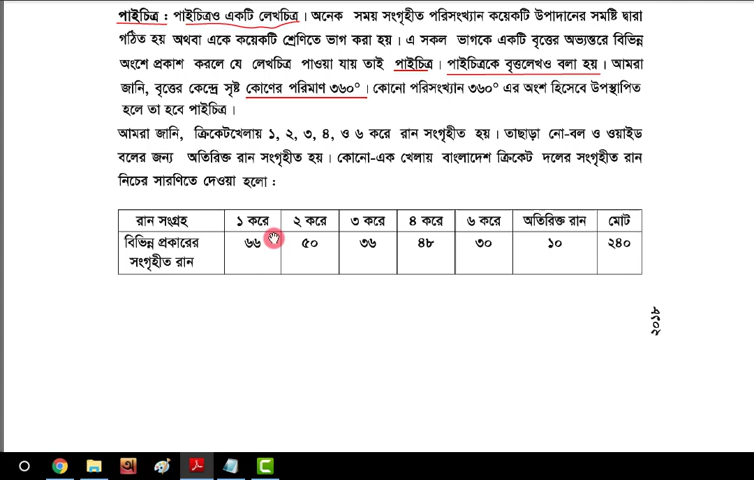 পাইচিত্র : পাইচিত্রও একটি লেখচিত্র। অনেক সময় সংগৃহীত পরিসংখ্যান কয়েকটি উপাদানের সমষ্টি দ্বারা
গঠিত হয় অথবা একে কয়েকটি শ্রেণিতে ভাগ করা হয়। এ সকল ভাগকে একটি বৃত্তের অভ্যন্তরে বিভিন্ন
অংশে প্রকাশ করলে যে লেখচিত্র পাওয়া যায় তাই পাইচিত্র। পাইচিত্রকে বৃত্তলেখও বলা হয়। আমরা
জানি, বৃত্তের কেন্দ্রে সৃষ্ট কোণের পরিমাণ ৩৬০°। কোনো পরিসংখ্যান ৩৬০° এর অংশ হিসেবে উপস্থাপিত
হলে তা হবে পাইচিত্র।
আমরা জানি, ক্রিকেটখেলায় ১, ২, ৩, ৪, ও ৬ করে রান সংগৃহীত হয়। তাছাড়া নো-বল ও ওয়াইড
বলের জন্য অতিরিক্ত রান সংগৃহীত হয়। কোনো-এক খেলায় বাংলাদেশ ক্রিকেট দলের সংগৃহীত রান
নিচের সারণিতে দেওয়া হলো :
রান সংগ্রহ ১ করে ২ করে ৩ করে ৪ করে ৬ করে অতিরিক্ত রান মোট
বিভিন্ন প্রকারের ৬৬ ৫০ ৩৬ ৪৮ ৩০ ১০ ২৪০
সংগৃহীত রান
২০১৮